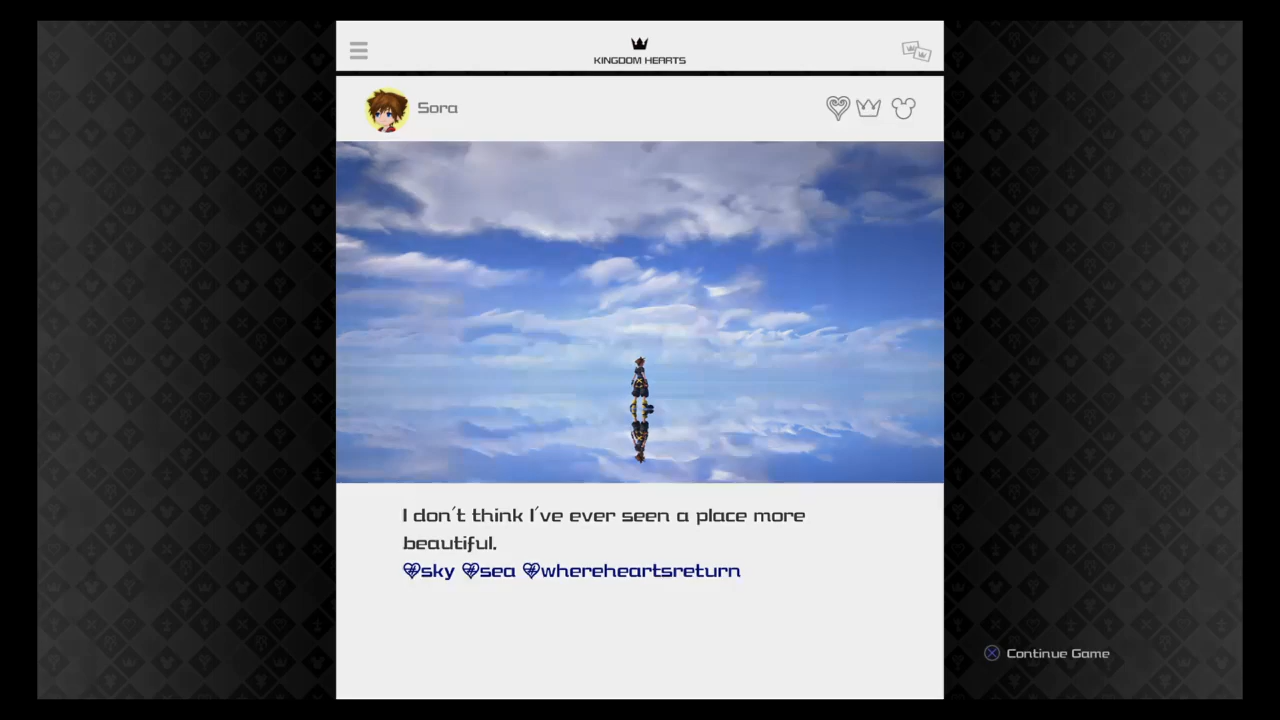 KINGDOM HEARTS
Sora
I don't think I've ever seen a place more
beautiful.
sky sea whereheartsreturn
Continue Game